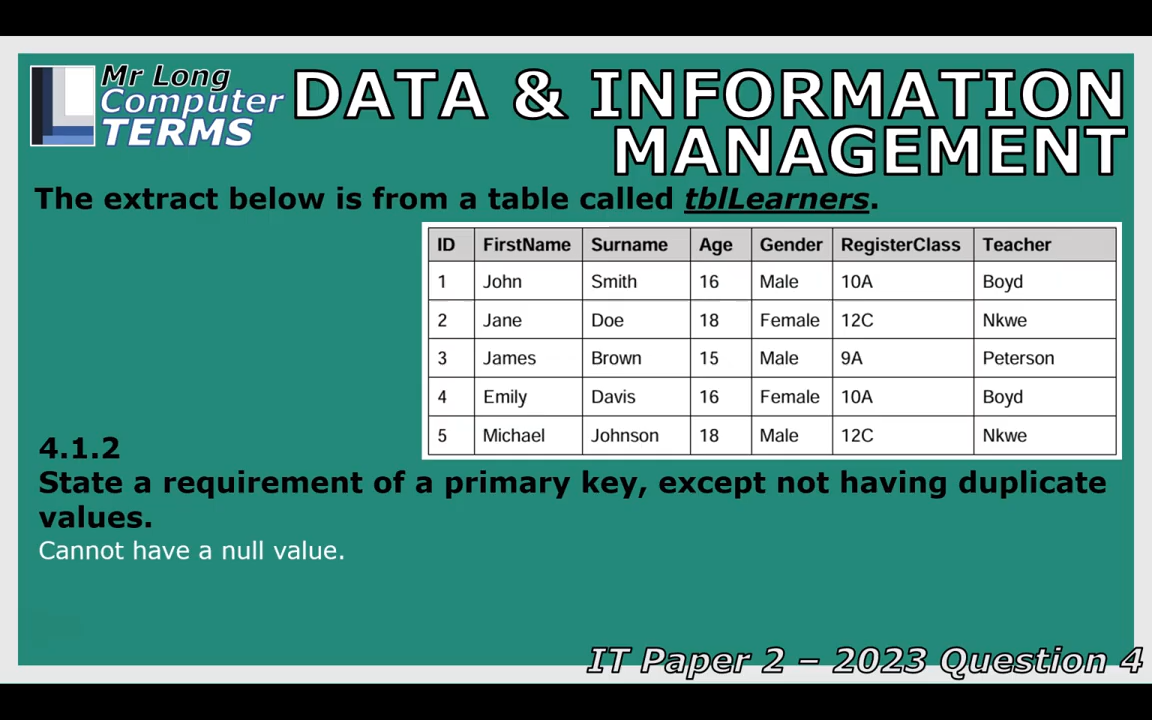 Mr Long
Computer
TERMS
DATA & INFORMATION
MANAGEMENT
The extract below is from a table called tblLearners.
ID FirstName Surname Age Gender RegisterClass Teacher
1 John Smith 16 Male 10A Boyd
2 Jane Doe 18 Female 12C Nkwe
3 James Brown 15 Male 9A Peterson
4 Emily Davis 16 Female 10A Boyd
5 Michael Johnson 18 Male 12C Nkwe
4.1.2
State a requirement of a primary key, except not having duplicate
values.
Cannot have a null value.
IT Paper 2 – 2023 Question 4